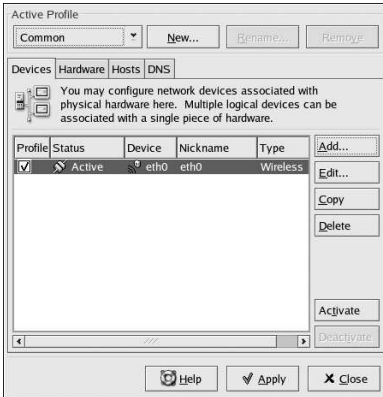 Active Profile
Common New... Rename... Remove
Devices Hardware Hosts DNS
You may configure network devices associated with
physical hardware here. Multiple logical devices can be
associated with a single piece of hardware.
Profile Status Device Nickname Type
Active eth0 eth0 Wireless
Add...
Edit...
Copy
Delete
Activate
Deactivate
Help Apply Close